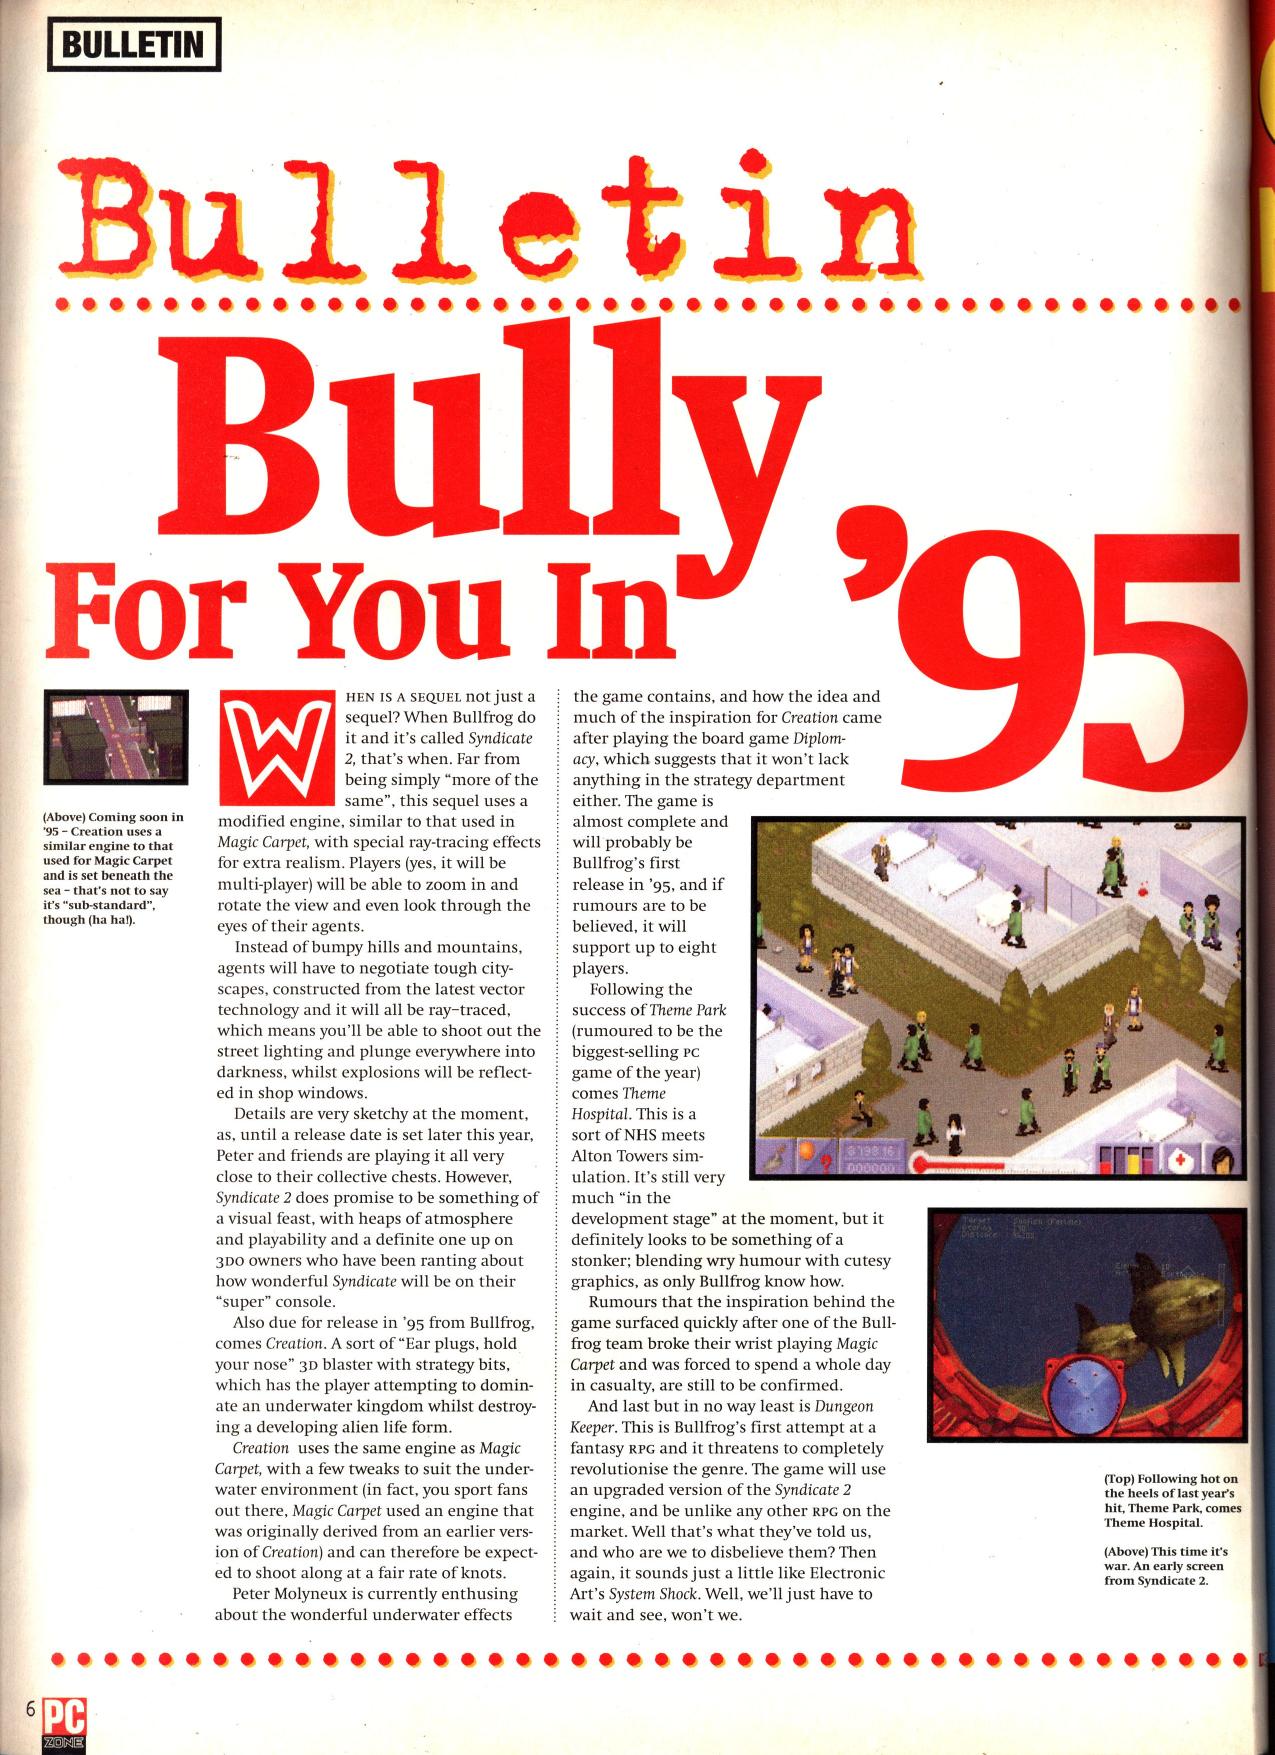 BULLETIN
Bulletin
Bully
For You In
’95
(Above) Coming soon in
’95 – Creation uses a
similar engine to that
used for Magic Carpet
and is set beneath the
sea – that’s not to say
it’s “sub-standard”,
though (ha ha!).
WHEN IS A SEQUEL not just a
sequel? When Bullfrog do
it and it’s called Syndicate
2, that’s when. Far from
being simply “more of the
same”, this sequel uses a
modified engine, similar to that used in
Magic Carpet, with special ray-tracing effects
for extra realism. Players (yes, it will be
multi-player) will be able to zoom in and
rotate the view and even look through the
eyes of their agents.
Instead of bumpy hills and mountains,
agents will have to negotiate tough city-
scapes, constructed from the latest vector
technology and it will all be ray-traced,
which means you’ll be able to shoot out the
street lighting and plunge everywhere into
darkness, whilst explosions will be reflect-
ed in shop windows.
Details are very sketchy at the moment,
as, until a release date is set later this year,
Peter and friends are playing it all very
close to their collective chests. However,
Syndicate 2 does promise to be something of
a visual feast, with heaps of atmosphere
and playability and a definite one up on
3DO owners who have been ranting about
how wonderful Syndicate will be on their
“super” console.
Also due for release in ’95 from Bullfrog,
comes Creation. A sort of “Ear plugs, hold
your nose” 3D blaster with strategy bits,
which has the player attempting to domin-
ate an underwater kingdom whilst destroy-
ing a developing alien life form.
Creation uses the same engine as Magic
Carpet, with a few tweaks to suit the under-
water environment (in fact, you sport fans
out there, Magic Carpet used an engine that
was originally derived from an earlier vers-
ion of Creation) and can therefore be expect-
ed to shoot along at a fair rate of knots.
Peter Molyneux is currently enthusing
about the wonderful underwater effects
the game contains, and how the idea and
much of the inspiration for Creation came
after playing the board game Diplom-
acy, which suggests that it won’t lack
anything in the strategy department
either. The game is
almost complete and
will probably be
Bullfrog’s first
release in ’95, and if
rumours are to be
believed, it will
support up to eight
players.
Following the
success of Theme Park
(rumoured to be the
biggest-selling PC
game of the year)
comes Theme
Hospital. This is a
sort of NHS meets
Alton Towers sim-
ulation. It’s still very
much “in the
development stage” at the moment, but it
definitely looks to be something of a
stonker; blending wry humour with cutesy
graphics, as only Bullfrog know how.
Rumours that the inspiration behind the
game surfaced quickly after one of the Bull-
frog team broke their wrist playing Magic
Carpet and was forced to spend a whole day
in casualty, are still to be confirmed.
And last but in no way least is Dungeon
Keeper. This is Bullfrog’s first attempt at a
fantasy RPG and it threatens to completely
revolutionise the genre. The game will use
an upgraded version of the Syndicate 2
engine, and be unlike any other RPG on the
market. Well that’s what they’ve told us,
and who are we to disbelieve them? Then
again, it sounds just a little like Electronic
Art’s System Shock. Well, we’ll just have to
wait and see, won’t we.
000000
Target
Distance
(Top) Following hot on
the heels of last year’s
hit, Theme Park, comes
Theme Hospital.
(Above) This time it’s
war. An early screen
from Syndicate 2.
6
PC
ZONE